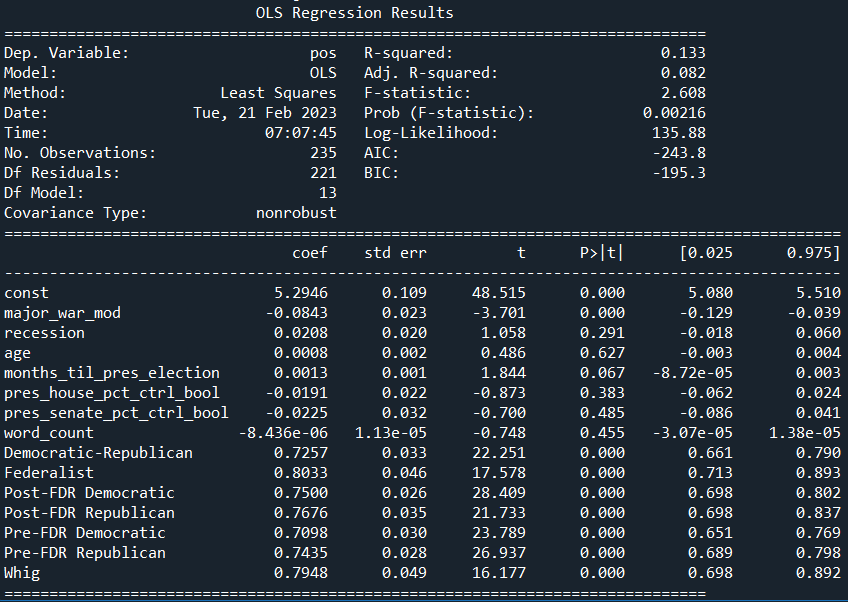 OLS Regression Results
==============================================================================
Dep. Variable:                    pos   R-squared:                       0.133
Model:                            OLS   Adj. R-squared:                  0.082
Method:                 Least Squares   F-statistic:                     2.608
Date:                Tue, 21 Feb 2023   Prob (F-statistic):            0.00216
Time:                        07:07:45   Log-Likelihood:                 135.88
No. Observations:                 235   AIC:                            -243.8
Df Residuals:                     221   BIC:                            -195.3
Df Model:                          13
Covariance Type:            nonrobust
=============================================================================================
                                coef    std err          t      P>|t|      [0.025      0.975]
---------------------------------------------------------------------------------------------
const                         5.2946      0.109     48.515      0.000       5.080       5.510
major_war_mod                -0.0843      0.023     -3.701      0.000      -0.129      -0.039
recession                     0.0208      0.020      1.058      0.291      -0.018       0.060
age                           0.0008      0.002      0.486      0.627      -0.003       0.004
months_til_pres_election      0.0013      0.001      1.844      0.067   -8.72e-05       0.003
pres_house_pct_ctrl_bool     -0.0191      0.022     -0.873      0.383      -0.062       0.024
pres_senate_pct_ctrl_bool    -0.0225      0.032     -0.700      0.485      -0.086       0.041
word_count                -8.436e-06   1.13e-05     -0.748      0.455   -3.07e-05    1.38e-05
Democratic-Republican         0.7257      0.033     22.251      0.000       0.661       0.790
Federalist                    0.8033      0.046     17.578      0.000       0.713       0.893
Post-FDR Democratic           0.7500      0.026     28.409      0.000       0.698       0.802
Post-FDR Republican           0.7676      0.035     21.733      0.000       0.698       0.837
Pre-FDR Democratic            0.7098      0.030     23.789      0.000       0.651       0.769
Pre-FDR Republican            0.7435      0.028     26.937      0.000       0.689       0.798
Whig                          0.7948      0.049     16.177      0.000       0.698       0.892
==============================================================================